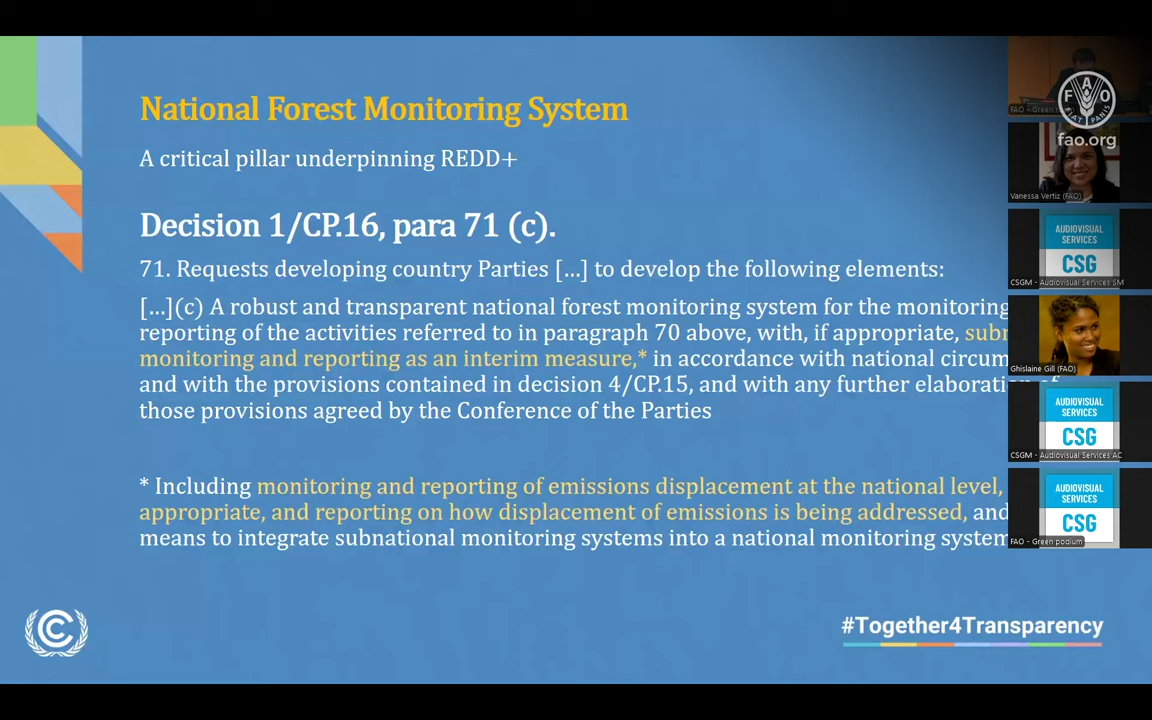 National Forest Monitoring System
A critical pillar underpinning REDD+
Decision 1/CP.16, para 71 (c).
71. Requests developing country Parties [...] to develop the following elements:
[...](c) A robust and transparent national forest monitoring system for the monitoring
reporting of the activities referred to in paragraph 70 above, with, if appropriate,
monitoring and reporting as an interim measure,* in accordance with national
and with the provisions contained in decision 4/CP.15, and with any further of
those provisions agreed by the Conference of the Parties
* Including monitoring and reporting of emissions displacement at the national level,
appropriate, and reporting on how displacement of emissions is being addressed, and
means to integrate subnational monitoring systems into a national monitoring system
#Together4Transparency
FAO - Green
FAO
FIAT PANIS
fao.org
Vanessa Vertiz (FAO)
AUDIOVISUAL
SERVICES
CSG
CSGM - Audiovisual Services SM
Ghislaine Gill (FAO)
AUDIOVISUAL
SERVICES
CSG
CSGM - Audiovisual Services AC
AUDIOVISUAL
SERVICES
CSG
FAO - Green podium